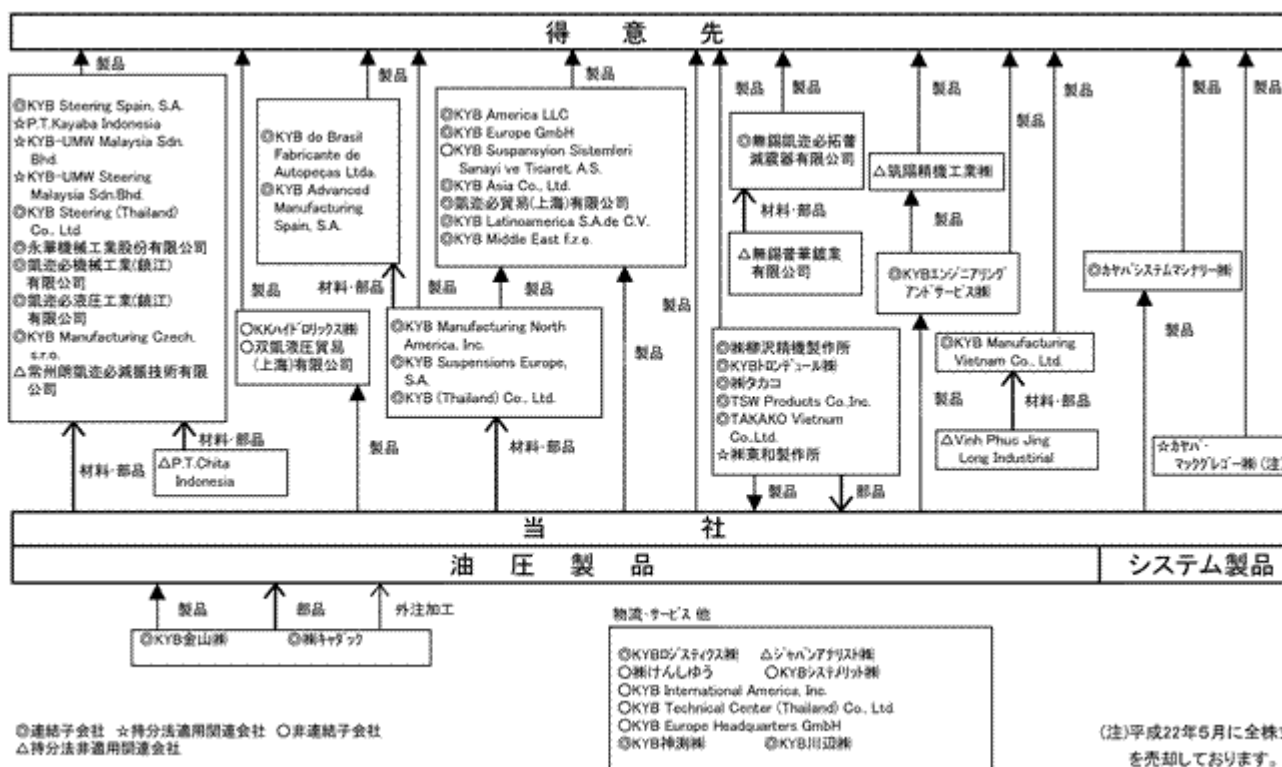 得意先
製品
製品
製品
製品
製品
製品
製品
製品
製品
製品
製品
製品
◎KYB Steering Spain, S.A.
☆P.T.Kayaba Indonesia
☆KYB-UMW Malaysia Sdn.
Bhd.
☆KYB-UMW Steering
Malaysia Sdn.Bhd.
◎KYB Steering (Thailand)
Co., Ltd.
◎永華機械工業股份有限公司
◎凱迩必機械工業(鎮江)
有限公司
◎凱迩必液圧工業(鎮江)
有限公司
◎KYB Manufacturing Czech,
s.r.o.
△常州朗凱迩必減振技術有限
公司
◎KYB do Brasil
Fabricante de
Autopeças Ltda.
◎KYB Advanced
Manufacturing
Spain, S.A.
◎KYB America LLC
◎KYB Europe GmbH
○KYB Suspansyion Sistemleri
Sanayi ve Ticaret, A.S.
◎KYB Asia Co., Ltd.
◎凱迩必貿易(上海)有限公司
◎KYB Latinoamerica S.A.de C.V.
◎KYB Middle East f.z.e.
◎無錫凱迩必拓普
減震器有限公司
材料・部品
△無錫普華鍍業
有限公司
△筑陽精機工業㈱
製品
◎KYBエンジニアリング
アンドサービス㈱
◎カヤバシステムマシナリー㈱
製品
材料・部品
製品
製品
○KKハイドロリックス㈱
○双凱液圧貿易
(上海)有限公司
◎KYB Manufacturing North
America, Inc.
◎KYB Suspensions Europe,
S.A.
◎KYB (Thailand) Co., Ltd.
◎㈱柳沢精機製作所
◎KYBトロンデュール㈱
◎㈱タカコ
◎TSW Products Co.,Inc.
◎TAKAKO Vietnum
Co.,Ltd.
☆㈱東和製作所
◎KYB Manufacturing
Vietnam Co., Ltd.
製品
材料・部品
△Vinh Phuc Jing
Long Industirial
製品
☆カヤバ・
マックグレゴー㈱(注
材料・部品
材料・部品
△P.T.Chita
Indonesia
製品
材料・部品
製品
製品
部品
当社
油圧製品
システム製品
製品
部品
外注加工
◎KYB金山㈱ ◎㈱キャダック
物流・サービス 他
◎KYBロジスティクス㈱ △ジャパンアナリスト㈱
○㈱けんしゆう ○KYBシステメリット㈱
○KYB International America, Inc.
○KYB Technical Center (Thailand) Co., Ltd.
○KYB Europe Headquarters GmbH
◎KYB神渕㈱ ◎KYB川辺㈱
◎連結子会社 ☆持分法適用関連会社 ○非連結子会社
△持分法非適用関連会社
(注)平成22年5月に全株
を売却しております。